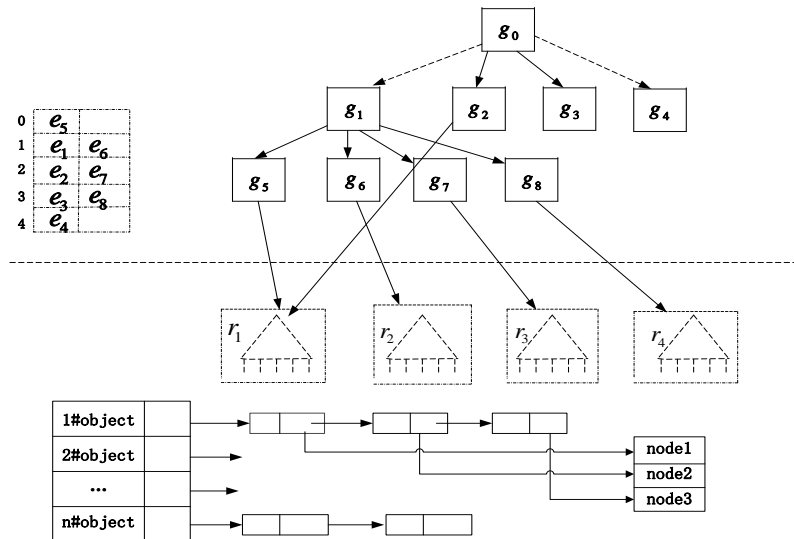 g0
g1 g2 g3 g4
0 e5
1 e1 e6
2 e2 e7
3 e3 e8
4 e4
g5 g6 g7 g8
r1 r2 r3 r4
1#object
2#object
...
n#object
node1
node2
node3